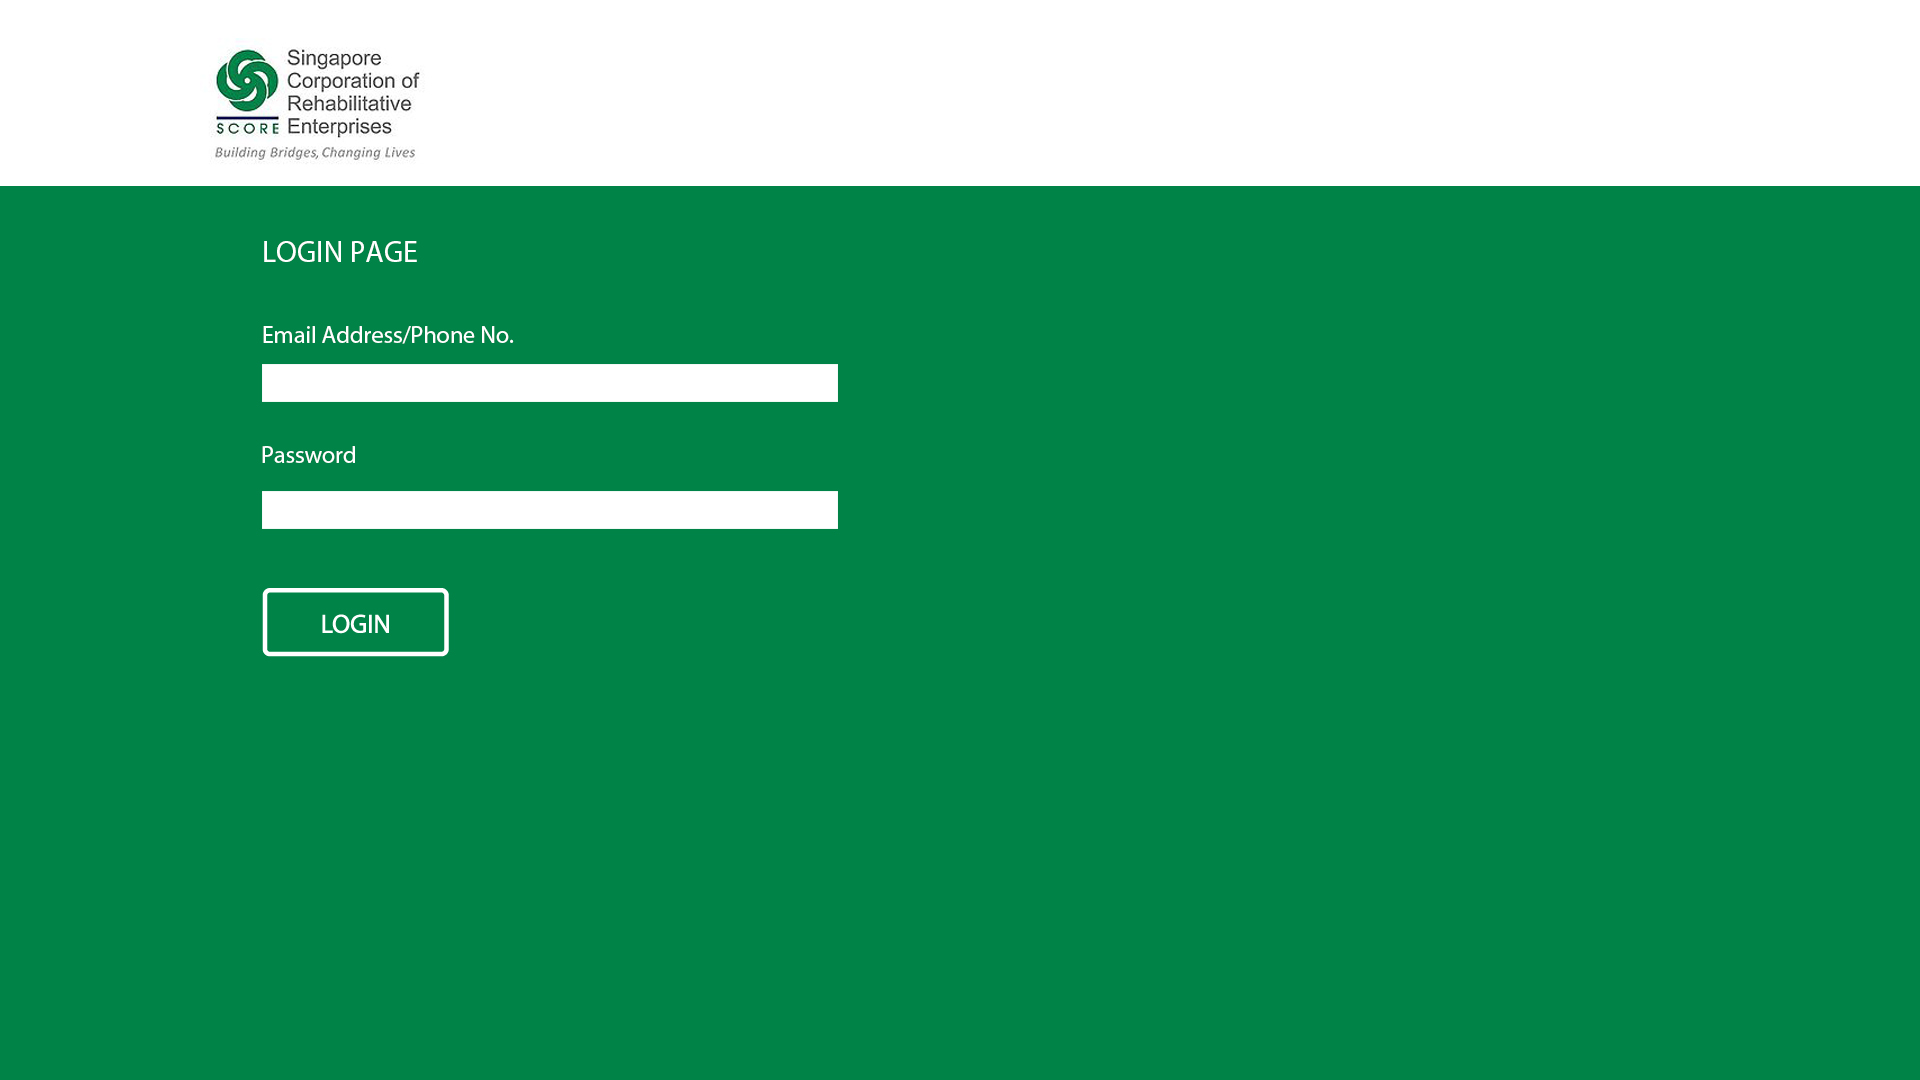 Singapore
Corporation of
Rehabilitative
Enterprises
SCORE
Building Bridges, Changing Lives
LOGIN PAGE
Email Address/Phone No.
Password
LOGIN